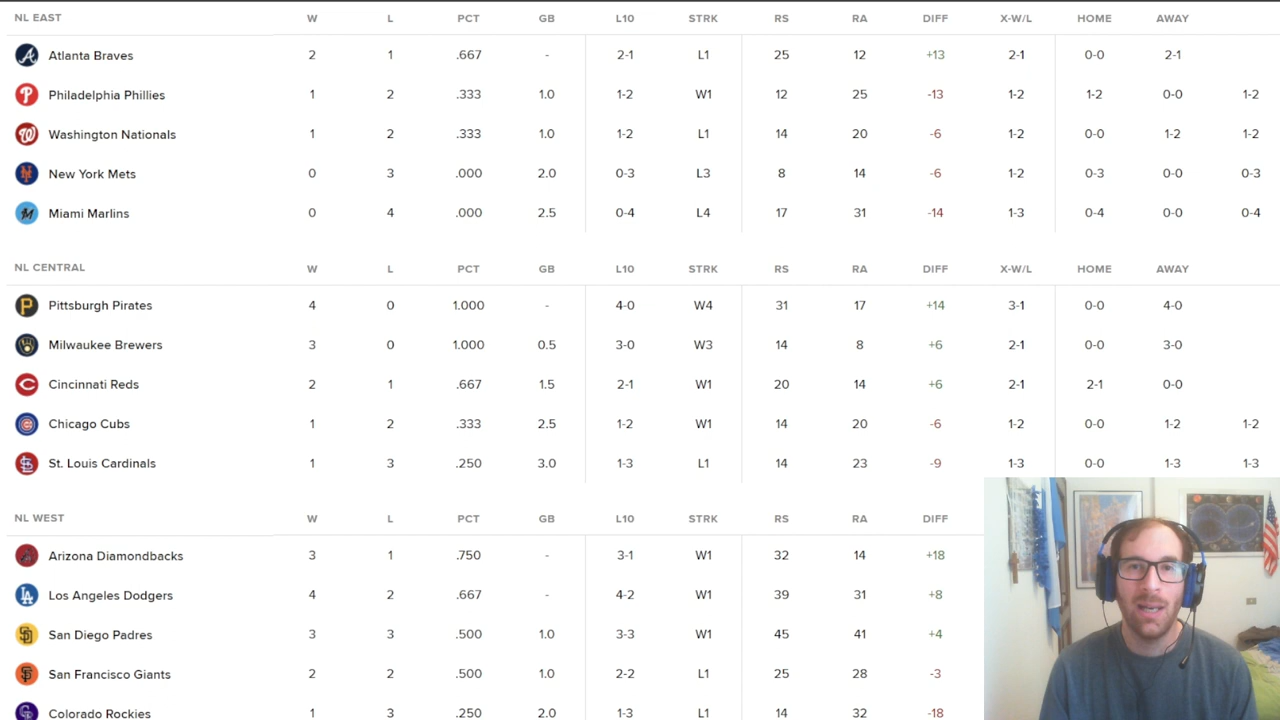 NL EAST W L PCT GB L10 STRK RS RA DIFF X-W/L HOME AWAY
Atlanta Braves 2 1 .667 - 2-1 L1 25 12 +13 2-1 0-0 2-1
Philadelphia Phillies 1 2 .333 1.0 1-2 W1 12 25 -13 1-2 1-2 0-0 1-2
Washington Nationals 1 2 .333 1.0 1-2 L1 14 20 -6 1-2 0-0 1-2 1-2
New York Mets 0 3 .000 2.0 0-3 L3 8 14 -6 1-2 0-3 0-0 0-3
Miami Marlins 0 4 .000 2.5 0-4 L4 17 31 -14 1-3 0-4 0-0 0-4
NL CENTRAL W L PCT GB L10 STRK RS RA DIFF X-W/L HOME AWAY
Pittsburgh Pirates 4 0 1.000 - 4-0 W4 31 17 +14 3-1 0-0 4-0
Milwaukee Brewers 3 0 1.000 0.5 3-0 W3 14 8 +6 2-1 0-0 3-0
Cincinnati Reds 2 1 .667 1.5 2-1 W1 20 14 +6 2-1 2-1 0-0
Chicago Cubs 1 2 .333 2.5 1-2 W1 14 20 -6 1-2 0-0 1-2 1-2
St. Louis Cardinals 1 3 .250 3.0 1-3 L1 14 23 -9 1-3 0-0 1-3 1-3
NL WEST W L PCT GB L10 STRK RS RA DIFF
Arizona Diamondbacks 3 1 .750 - 3-1 W1 32 14 +18
Los Angeles Dodgers 4 2 .667 - 4-2 W1 39 31 +8
San Diego Padres 3 3 .500 1.0 3-3 W1 45 41 +4
San Francisco Giants 2 2 .500 1.0 2-2 L1 25 28 -3
Colorado Rockies 1 3 .250 2.0 1-3 L1 14 32 -18